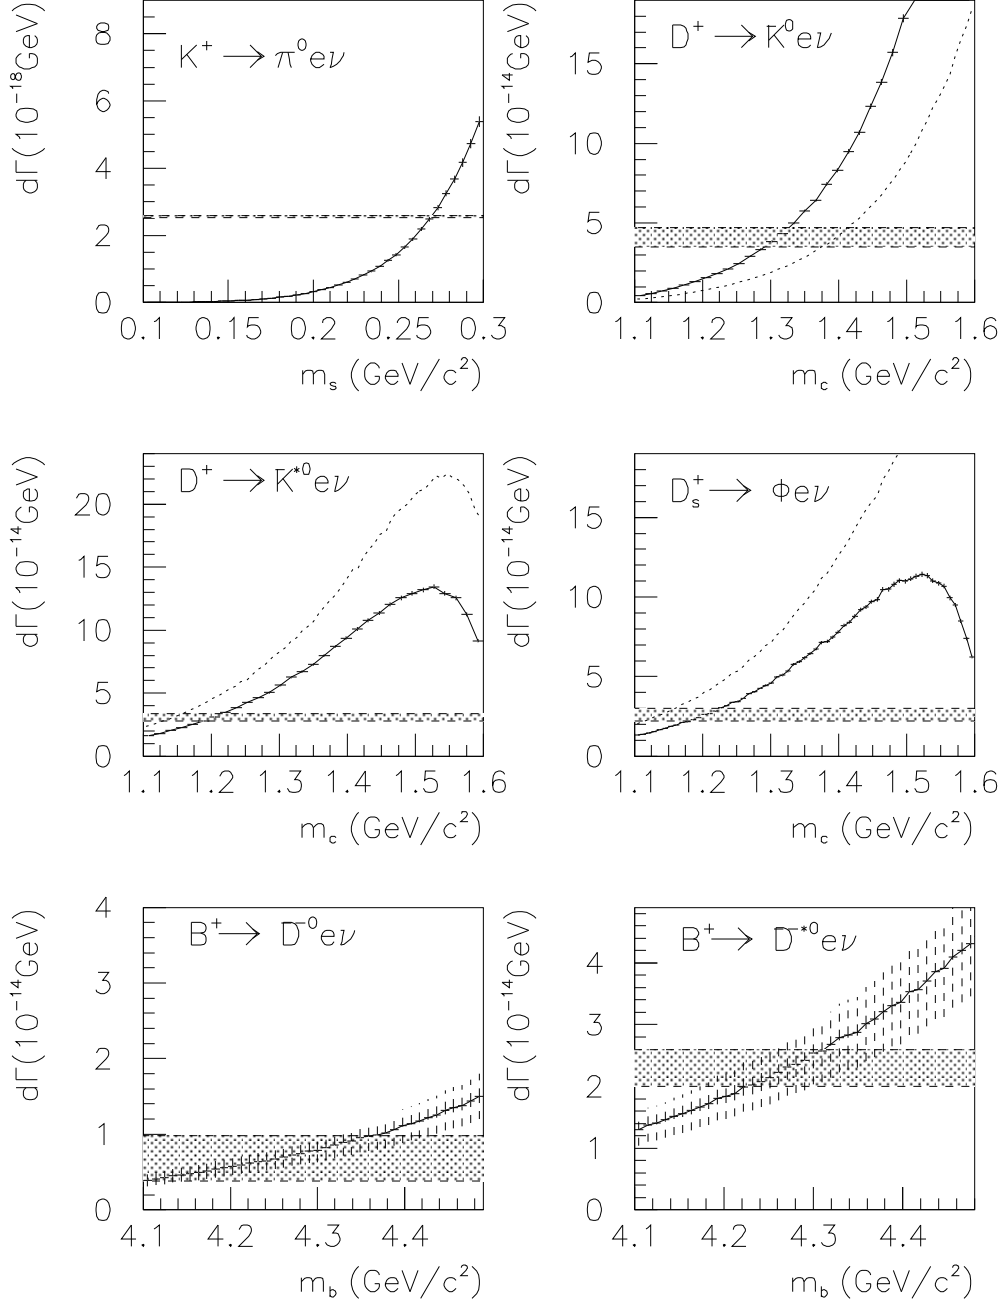 K⁺ → π⁰eν
dΓ(10⁻¹⁸GeV)
8
6
4
2
0
0.1 0.15 0.2 0.25 0.3
mₛ (GeV/c²)
D⁺ → K̅⁰eν
dΓ(10⁻¹⁴GeV)
15
10
5
0
1.1 1.2 1.3 1.4 1.5 1.6
m_c (GeV/c²)
D⁺ → K̅*⁰eν
dΓ(10⁻¹⁴GeV)
20
15
10
5
0
1.1 1.2 1.3 1.4 1.5 1.6
m_c (GeV/c²)
Dₛ⁺ → Φeν
dΓ(10⁻¹⁴GeV)
15
10
5
0
1.1 1.2 1.3 1.4 1.5 1.6
m_c (GeV/c²)
B⁺ → D̅⁰eν
dΓ(10⁻¹⁴GeV)
4
3
2
1
0
4.1 4.2 4.3 4.4
m_b (GeV/c²)
B⁺ → D̅*⁰eν
dΓ(10⁻¹⁴GeV)
4
3
2
1
0
4.1 4.2 4.3 4.4
m_b (GeV/c²)